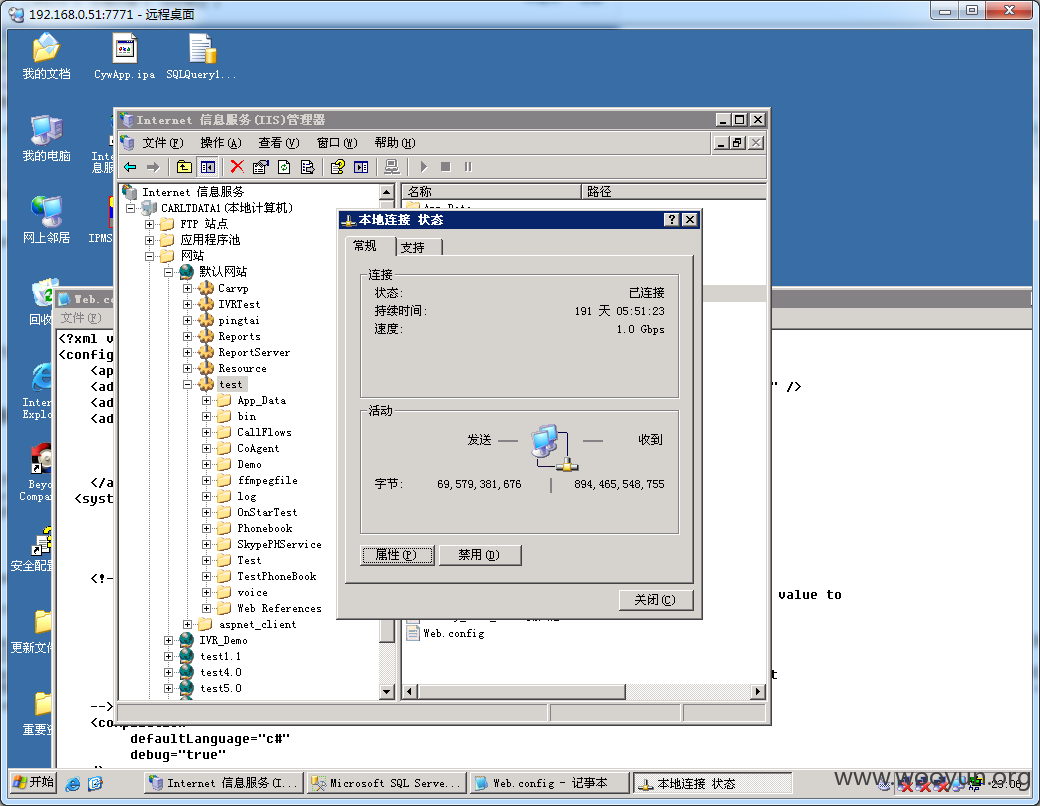 192.168.0.51:7771 - 远程桌面
我的文档
CywApp.ipa
SQLQuery1...
我的电脑
网上邻居
Internet 信息服务(IIS)管理器
文件(F) 操作(A) 查看(V) 窗口(W) 帮助(H)
名称 路径
Internet 信息服务
CARLTDATA1(本地计算机)
FTP 站点
应用程序池
网站
默认网站
Carvp
IVRTest
pingtai
Reports
ReportServer
Resource
test
App_Data
bin
CallFlows
CoAgent
Demo
ffmpegfile
log
OnStarTest
Phonebook
SkypePHService
Test
TestPhoneBook
voice
Web References
aspnet_client
IVR_Demo
test1.1
test4.0
test5.0
Web.config
本地连接 状态
常规 支持
连接
状态: 已连接
持续时间: 191 天 05:51:23
速度: 1.0 Gbps
活动
发送 收到
字节: 69,579,381,676 894,465,548,755
属性(P) 禁用(D)
关闭(C)
Web.co
文件(F)
<?xml v
<config
<ap
<ad
" />
<ad
<ad
</a
<syst
<!-
value to
-->
defaultLanguage="c#"
debug="true"
回收
Inter
Explo
Beyo
Compa
安全配置
更新文件
重要资
开始
Internet 信息服务(I...
Microsoft SQL Serve...
Web.config - 记事本
本地连接 状态
23:06
www.wooyun.org